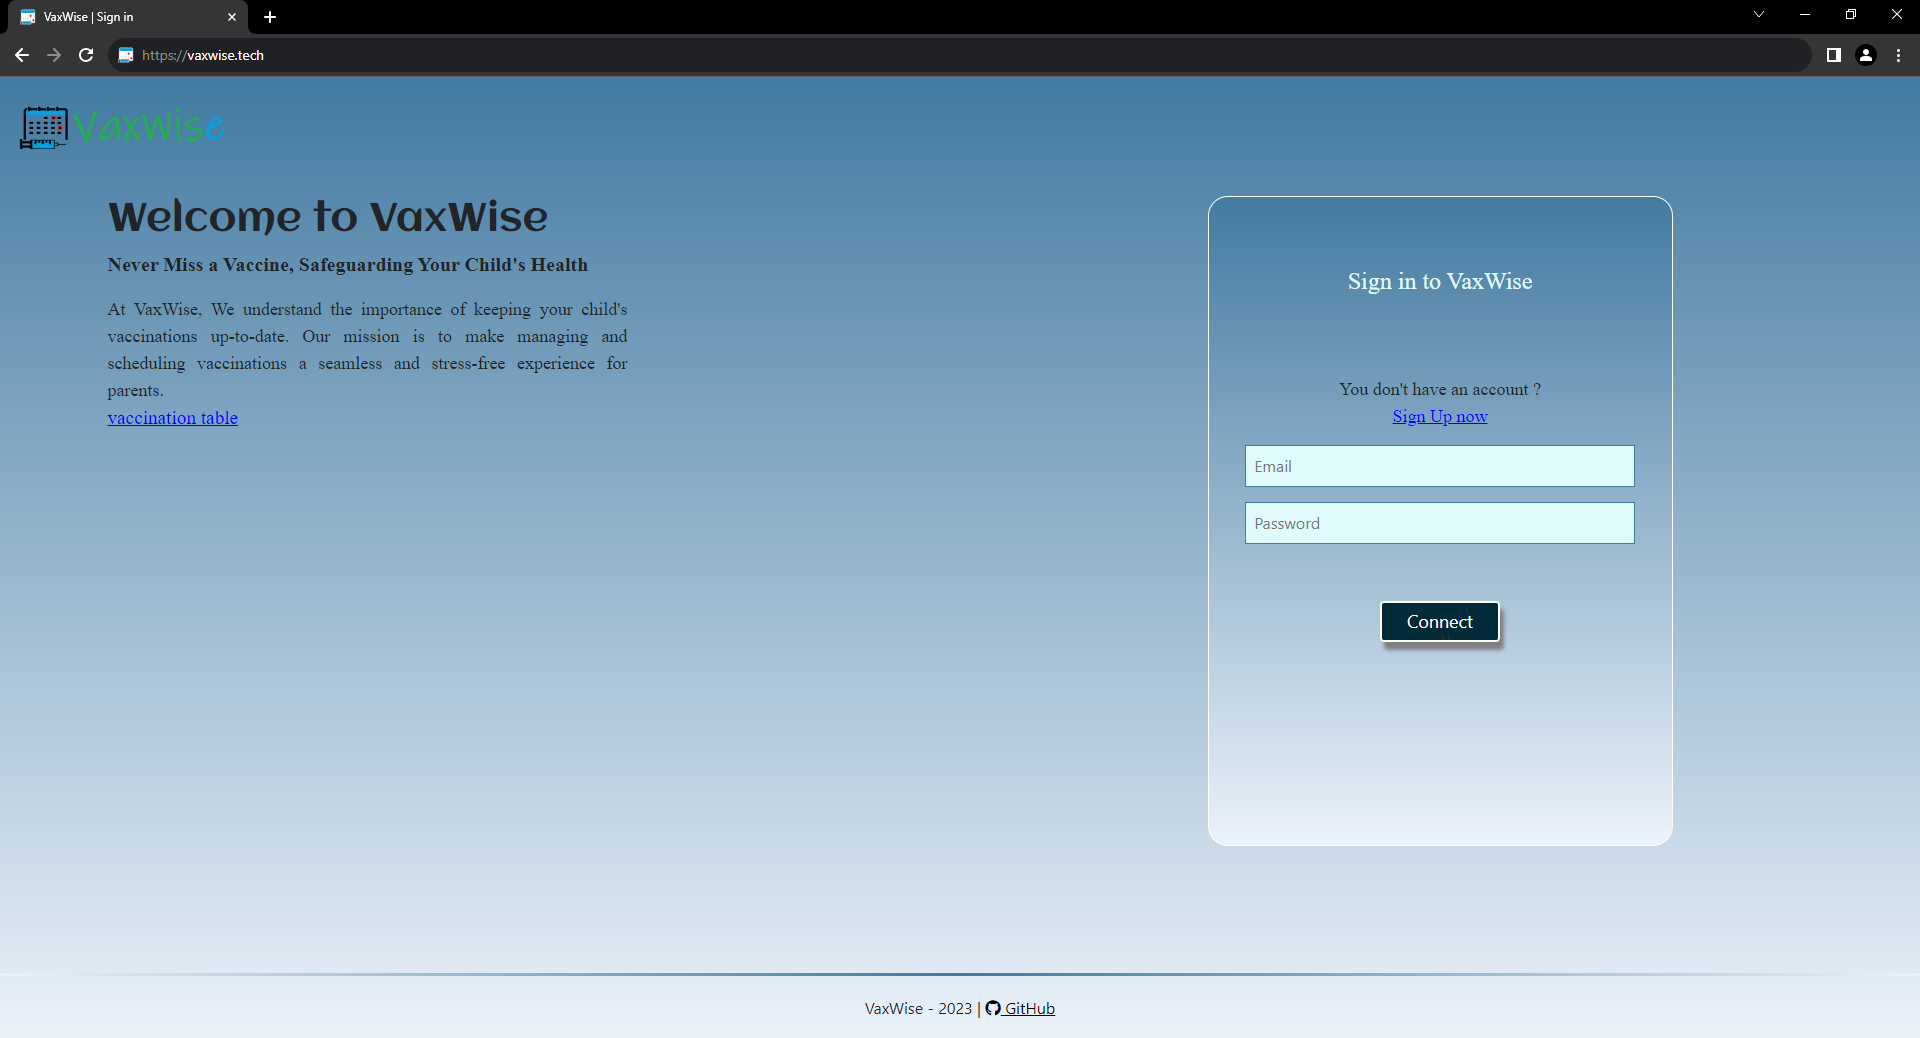 VaxWise | Sign in
https://vaxwise.tech
VaxWise
Welcome to VaxWise
Never Miss a Vaccine, Safeguarding Your Child's Health
At VaxWise, We understand the importance of keeping your child's
vaccinations up-to-date. Our mission is to make managing and
scheduling vaccinations a seamless and stress-free experience for
parents.
vaccination table
Sign in to VaxWise
You don't have an account ?
Sign Up now
Email
Password
Connect
VaxWise - 2023 | GitHub